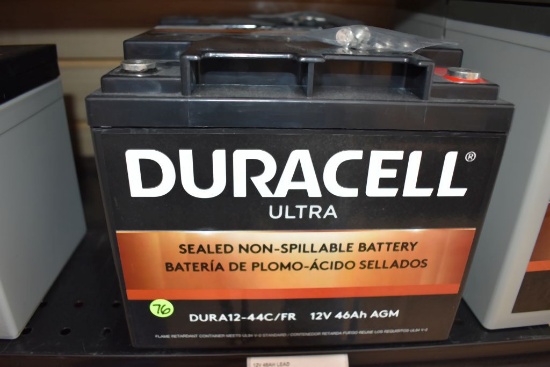 DURACELL®
ULTRA
SEALED NON-SPILLABLE BATTERY
BATERÍA DE PLOMO-ÁCIDO SELLADOS
76
DURA12-44C/FR 12V 46Ah AGM